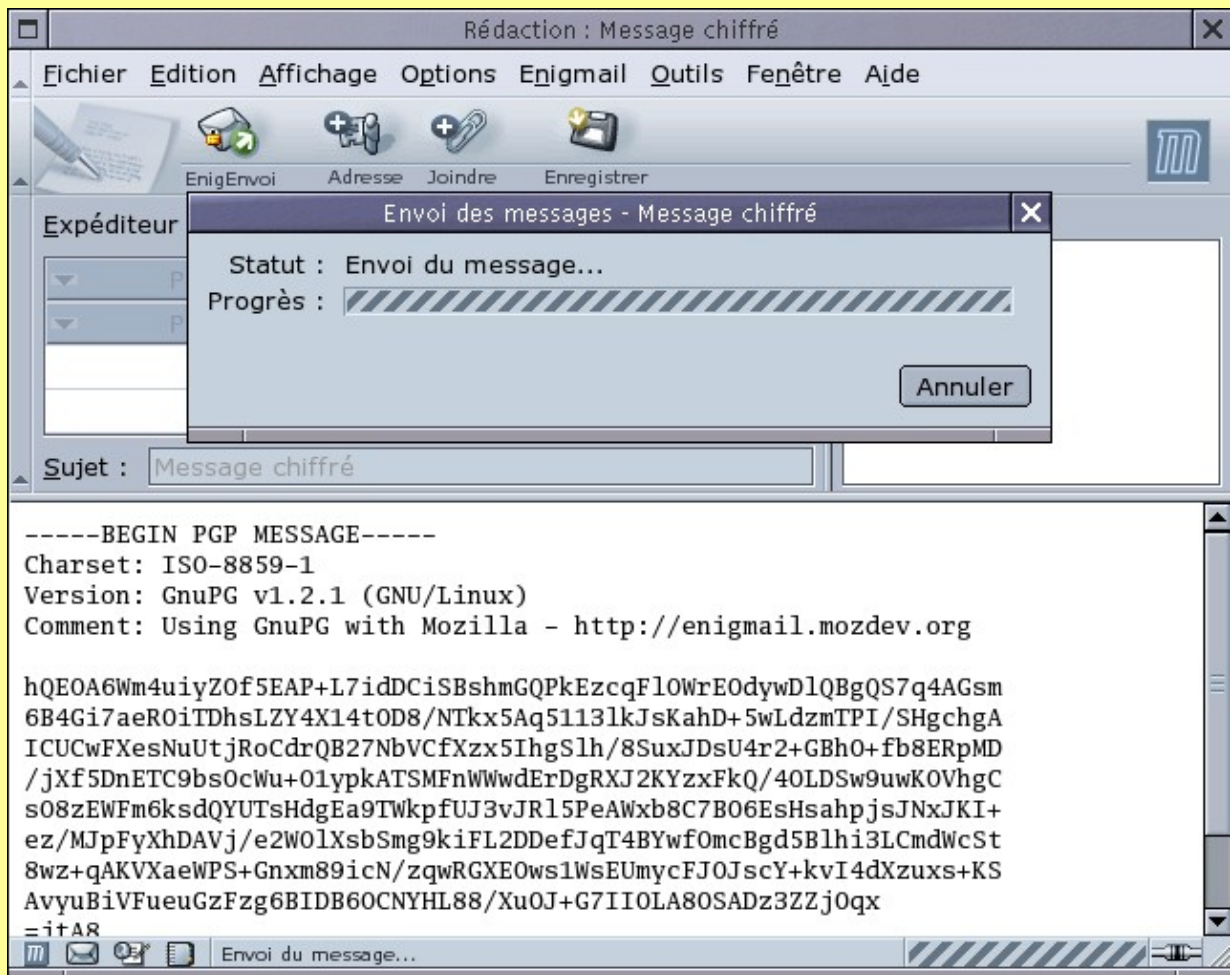 Rédaction : Message chiffré
Fichier Edition Affichage Options Enigmail Outils Fenêtre Aide
EnigEnvoi Adresse Joindre Enregistrer
Expéditeur
Envoi des messages - Message chiffré
Statut : Envoi du message...
Progrès :
Annuler
Sujet : Message chiffré
-----BEGIN PGP MESSAGE-----
Charset: ISO-8859-1
Version: GnuPG v1.2.1 (GNU/Linux)
Comment: Using GnuPG with Mozilla - http://enigmail.mozdev.org
hQEOA6Wm4uiyZOf5EAP+L7idDCiSBshmGQPkEzcqFlOWrEOdywDlQBgQS7q4AGsm
6B4Gi7aeROiTDhsLZY4X14tOD8/NTkx5Aq5113lkJsKahD+5wLdzmTPI/SHgchgA
ICUCwFXesNuUtjRoCdrQB27NbVCfXzx5IhgSlh/8SuxJDsU4r2+GBhO+fb8ERpMD
/jXf5DnETC9bsOcWu+01ypkATSMFnWWwdErDgRXJ2KYzxFkQ/4OLDSw9uwKOVhgC
sO8zEWFm6ksdQYUTsHdgEa9TWkpfUJ3vJRl5PeAWxb8C7BO6EsHsahpjsJNxJKI+
ez/MJpFyXhDAVj/e2WOlXsbSmg9kiFL2DDefJqT4BYwfOmcBgd5Blhi3LCmdWcSt
8wz+qAKVXaeWPS+Gnxm89icN/zqwRGXEOws1WsEUmycFJOJscY+kvI4dXzuxs+KS
AvyuBiVFueuGzFzg6BIDB6OCNYHL88/XuOJ+G7IIOLA8OSADz3ZZjOqx
=itA8
Envoi du message...